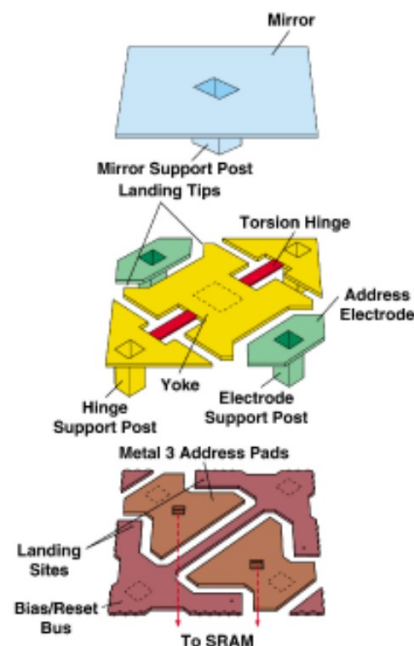 Mirror
Mirror Support Post
Landing Tips
Torsion Hinge
Address
Electrode
Yoke
Hinge
Support Post
Electrode
Support Post
Metal 3 Address Pads
Landing
Sites
Bias/Reset
Bus
To SRAM